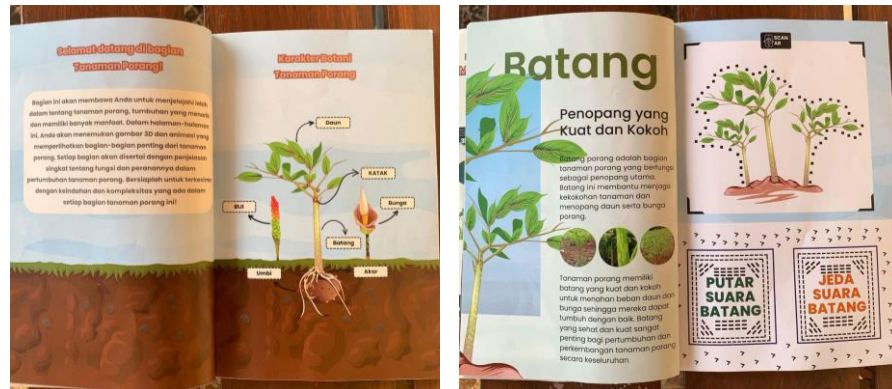 Selamat datang di bagian
Tanaman Porang!
Bagian ini akan membawa Anda untuk menjelajahi lebih
dalam tentang tanaman porang, tumbuhan yang menarik
dan memiliki banyak manfaat. Dalam halaman-halaman
ini, Anda akan menemukan gambar 3D dan animasi yang
memperlihatkan bagian-bagian penting dari tanaman
porang. Setiap bagian akan disertai dengan penjelasan
singkat tentang fungsi dan peranannya dalam
pertumbuhan tanaman porang. Bersiaplah untuk terkesima
dengan keindahan dan kompleksitas yang ada dalam
setiap bagian tanaman porang ini!
Karakter Botani
Tanaman Porang
Daun
KATAK
Biji
Bunga
Batang
Umbi
Akar
Batang
Penopang yang
Kuat dan Kokoh
Batang porang adalah bagian
tanaman porang yang berfungsi
sebagai penopang utama.
Batang ini membantu menjaga
kekokohan tanaman dan
menopang daun serta bunga
porang.
Tanaman porang memiliki
batang yang kuat dan kokoh
untuk menahan beban daun dan
bunga sehingga mereka dapat
tumbuh dengan baik. Batang
yang sehat dan kuat sangat
penting bagi pertumbuhan dan
perkembangan tanaman porang
secara keseluruhan.
SCAN
AR
PUTAR
SUARA
BATANG
JEDA
SUARA
BATANG